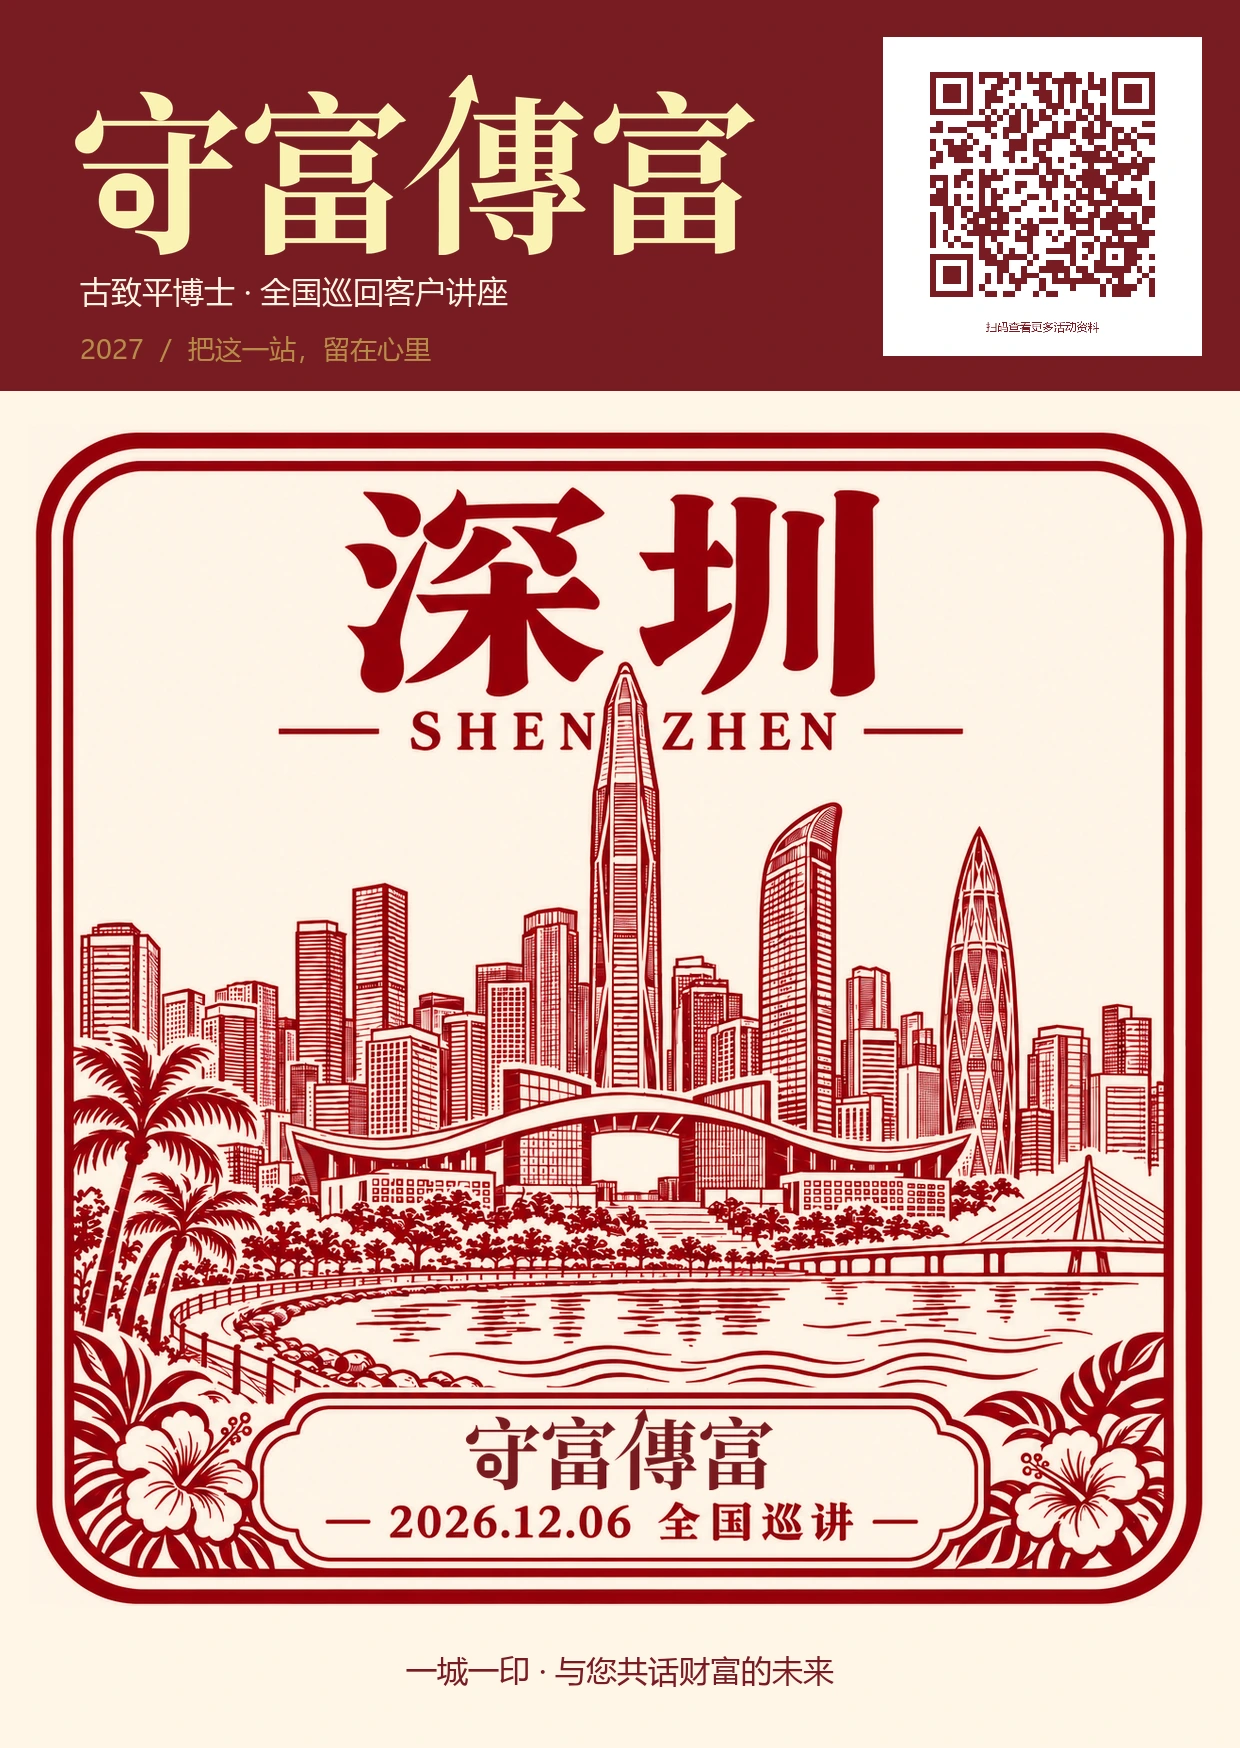 守富傳富
古致平博士 · 全国巡回客户讲座
2027 / 把这一站，留在心里
扫码查看更多活动资料
深圳
SHENZHEN
守富傳富
2026.12.06 全国巡讲
一城一印 · 与您共话财富的未来